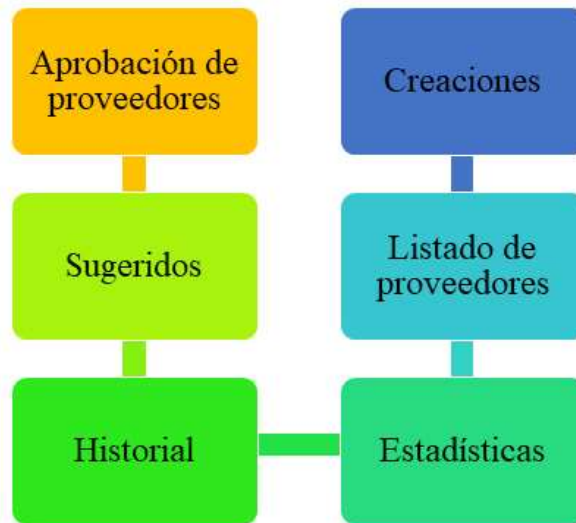 Aprobación de
proveedores
Sugeridos
Historial
Estadísticas
Listado de
proveedores
Creaciones